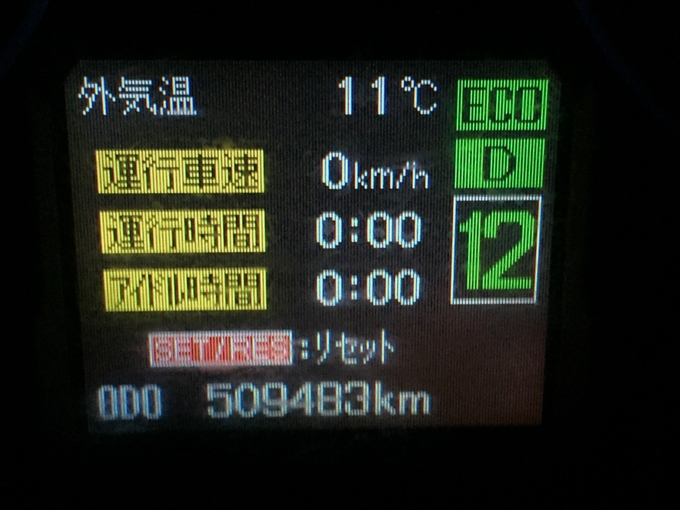 外気温 11℃ ECO
運行車速 0km/h D
運行時間 0:00 12
アイドル時間 0:00
SET/RES:リセット
ODO 509483km